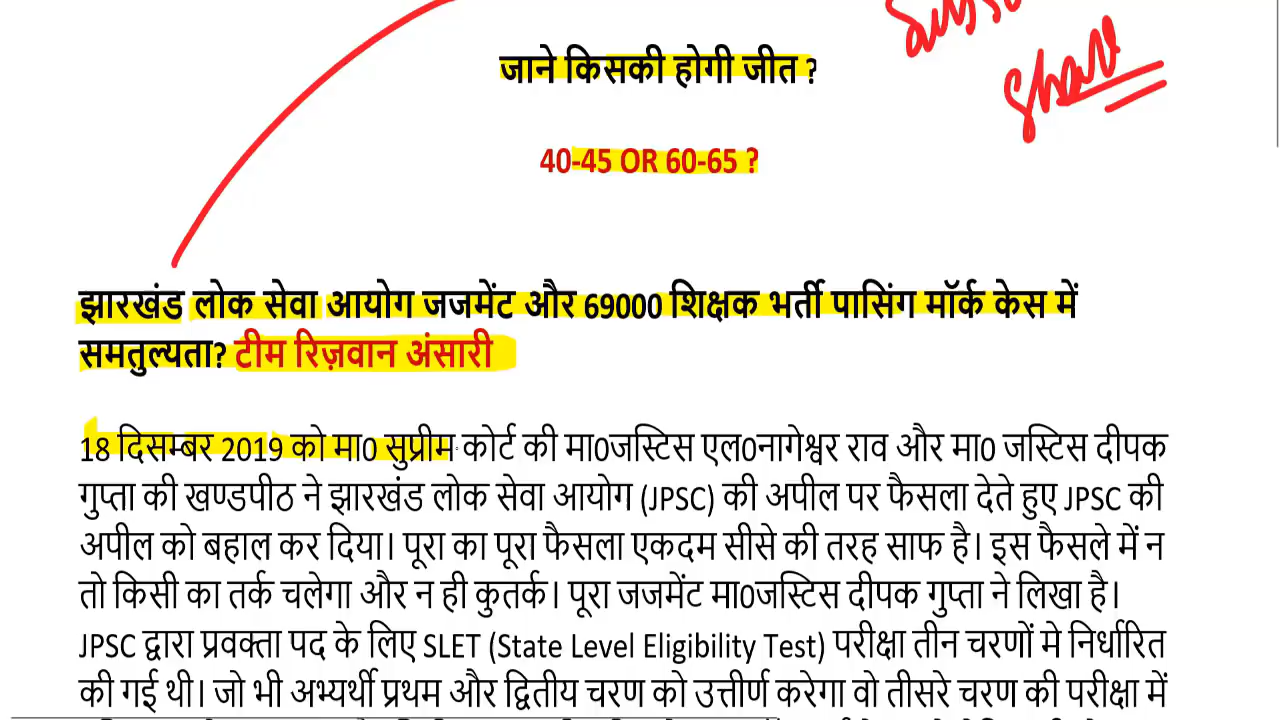 share
जाने किसकी होगी जीत ?
40-45 OR 60-65 ?
झारखंड लोक सेवा आयोग जजमेंट और 69000 शिक्षक भर्ती पासिंग मॉर्क केस में
समतुल्यता? टीम रिज़वान अंसारी
18 दिसम्बर 2019 को मा0 सुप्रीम कोर्ट की मा0जस्टिस एल0नागेश्वर राव और मा0 जस्टिस दीपक
गुप्ता की खण्डपीठ ने झारखंड लोक सेवा आयोग (JPSC) की अपील पर फैसला देते हुए JPSC की
अपील को बहाल कर दिया। पूरा का पूरा फैसला एकदम सीसे की तरह साफ है। इस फैसले में न
तो किसी का तर्क चलेगा और न ही कुतर्क। पूरा जजमेंट मा0जस्टिस दीपक गुप्ता ने लिखा है।
JPSC द्वारा प्रवक्ता पद के लिए SLET (State Level Eligibility Test) परीक्षा तीन चरणों मे निर्धारित
की गई थी। जो भी अभ्यर्थी प्रथम और द्वितीय चरण को उत्तीर्ण करेगा वो तीसरे चरण की परीक्षा में